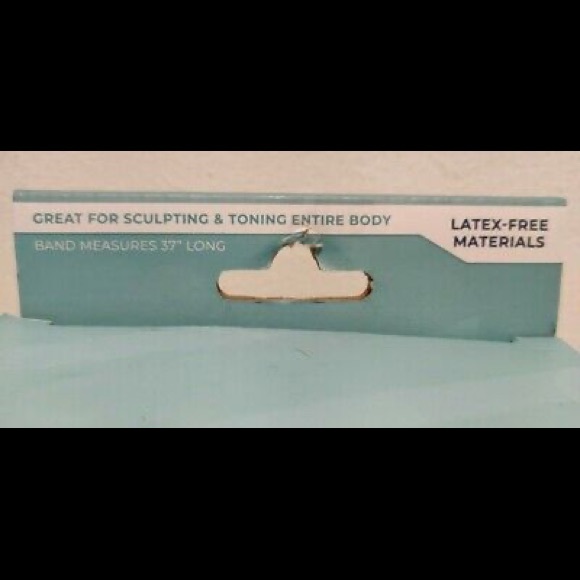 GREAT FOR SCULPTING & TONING ENTIRE BODY
BAND MEASURES 37" LONG
LATEX-FREE
MATERIALS